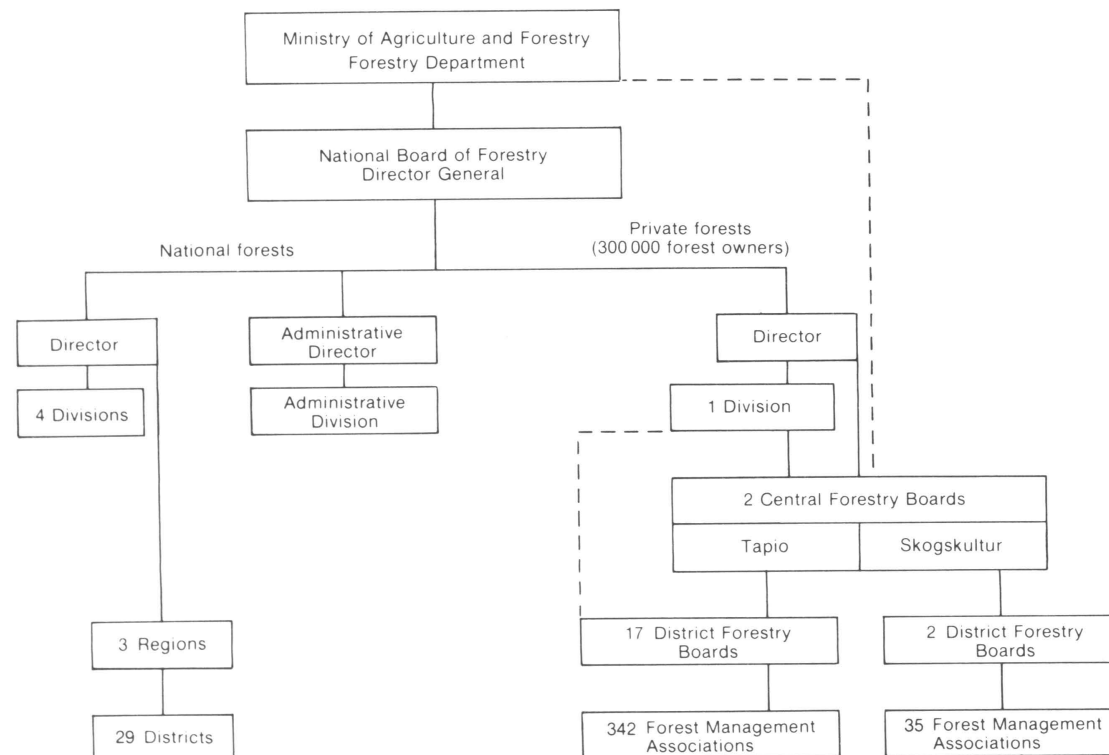 Ministry of Agriculture and Forestry
Forestry Department
National Board of Forestry
Director General
National forests
Private forests
(300 000 forest owners)
Director
Administrative
Director
Director
4 Divisions
Administrative
Division
1 Division
2 Central Forestry Boards
Tapio
Skogskultur
3 Regions
17 District Forestry
Boards
2 District Forestry
Boards
29 Districts
342 Forest Management
Associations
35 Forest Management
Associations